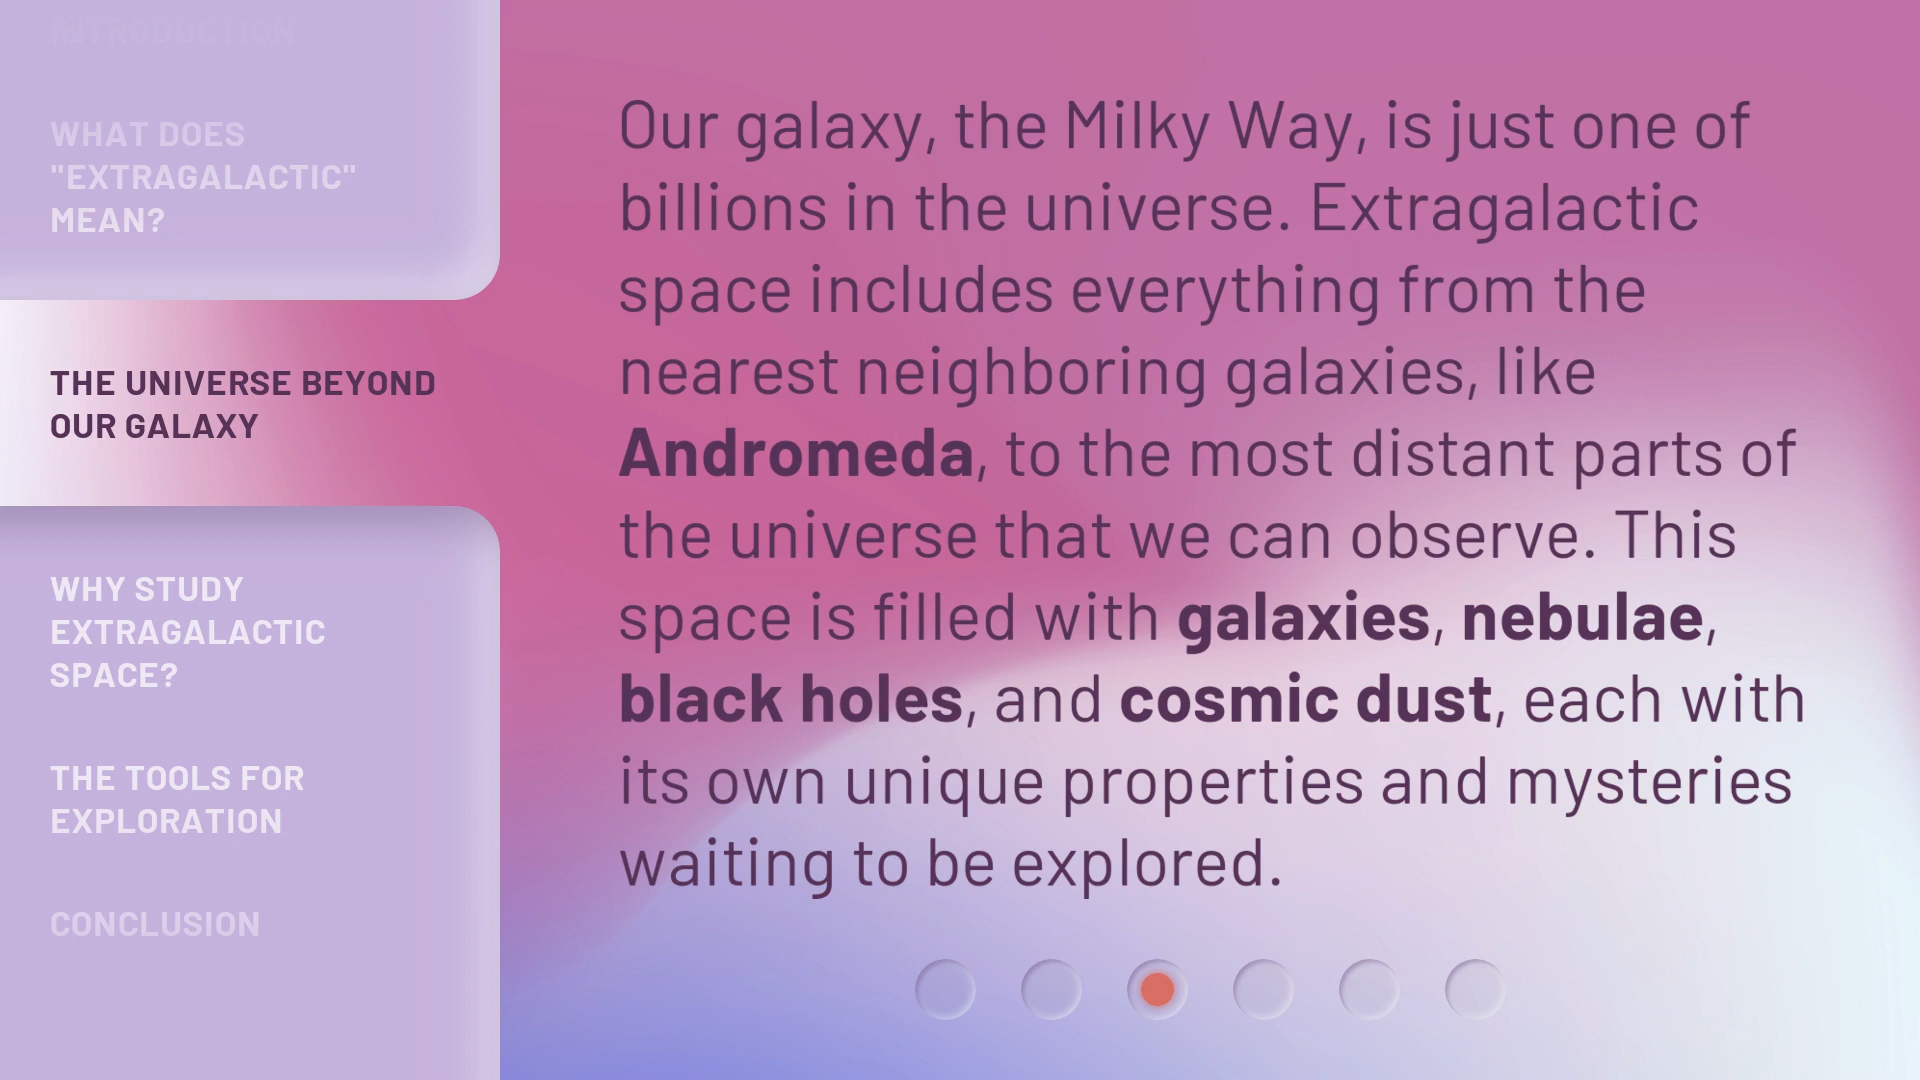 INTRODUCTION
WHAT DOES
"EXTRAGALACTIC"
MEAN?
THE UNIVERSE BEYOND
OUR GALAXY
WHY STUDY
EXTRAGALACTIC
SPACE?
THE TOOLS FOR
EXPLORATION
CONCLUSION
Our galaxy, the Milky Way, is just one of
billions in the universe. Extragalactic
space includes everything from the
nearest neighboring galaxies, like
Andromeda, to the most distant parts of
the universe that we can observe. This
space is filled with galaxies, nebulae,
black holes, and cosmic dust, each with
its own unique properties and mysteries
waiting to be explored.